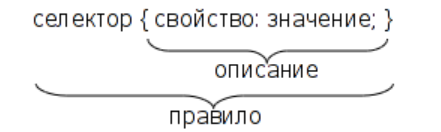 селектор { свойство: значение; }
описание
правило